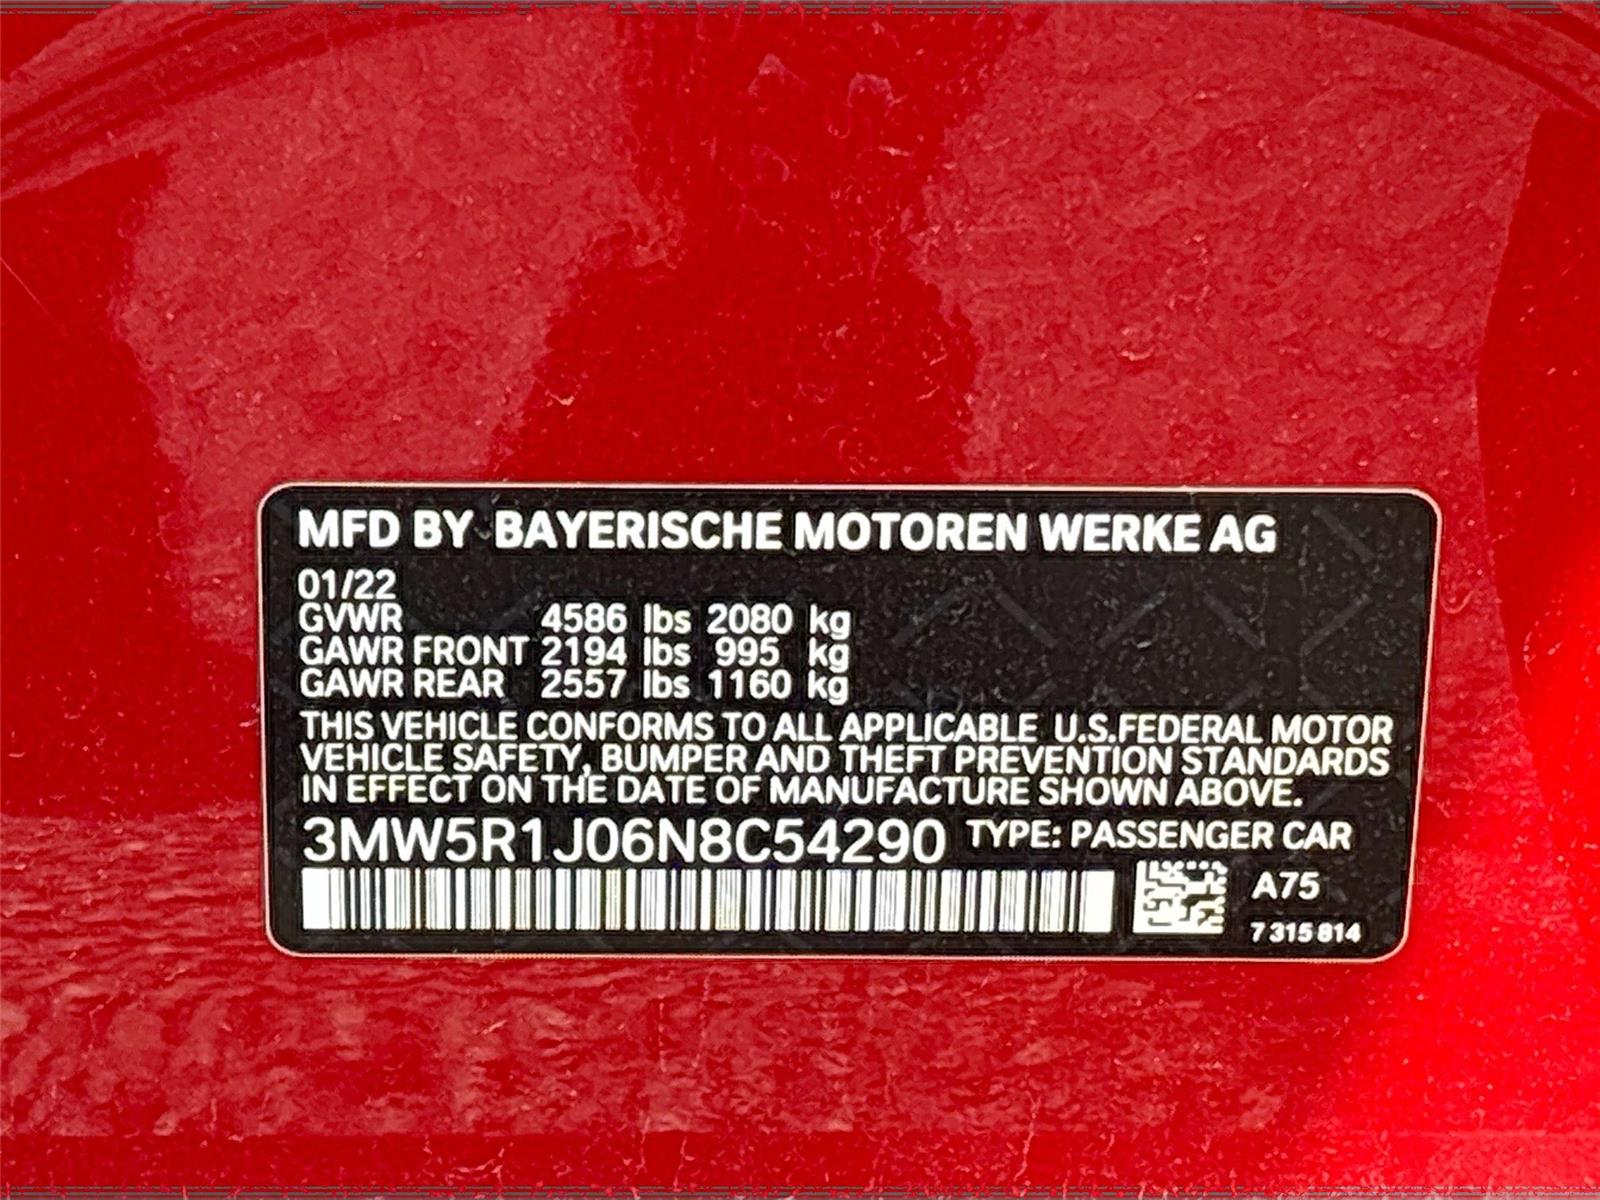 MFD BY BAYERISCHE MOTOREN WERKE AG
01/22
GVWR 4586 lbs 2080 kg
GAWR FRONT 2194 lbs 995 kg
GAWR REAR 2557 lbs 1160 kg
THIS VEHICLE CONFORMS TO ALL APPLICABLE U.S.FEDERAL MOTOR
VEHICLE SAFETY, BUMPER AND THEFT PREVENTION STANDARDS
IN EFFECT ON THE DATE OF MANUFACTURE SHOWN ABOVE.
3MW5R1J06N8C54290 TYPE: PASSENGER CAR
A75
7 315 814